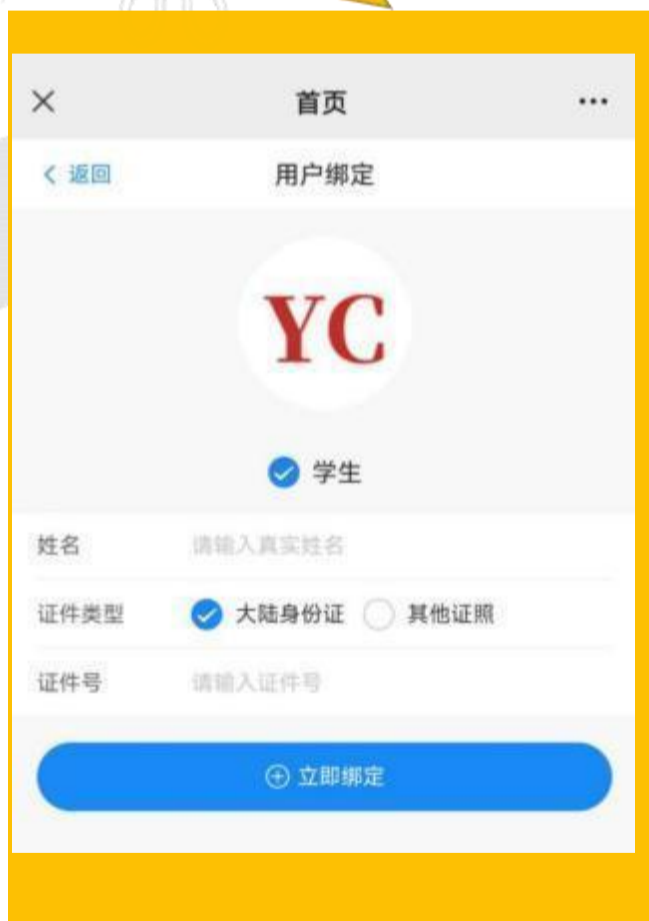 首页
返回 用户绑定
YC
学生
姓名 请输入真实姓名
证件类型 大陆身份证 其他证照
证件号 请输入证件号
立即绑定